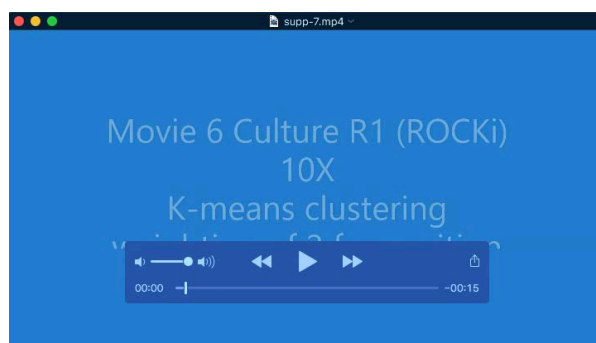 supp-7.mp4
Movie 6 Culture R1 (ROCKi)
10X
K-means clustering
00:00
-00:15